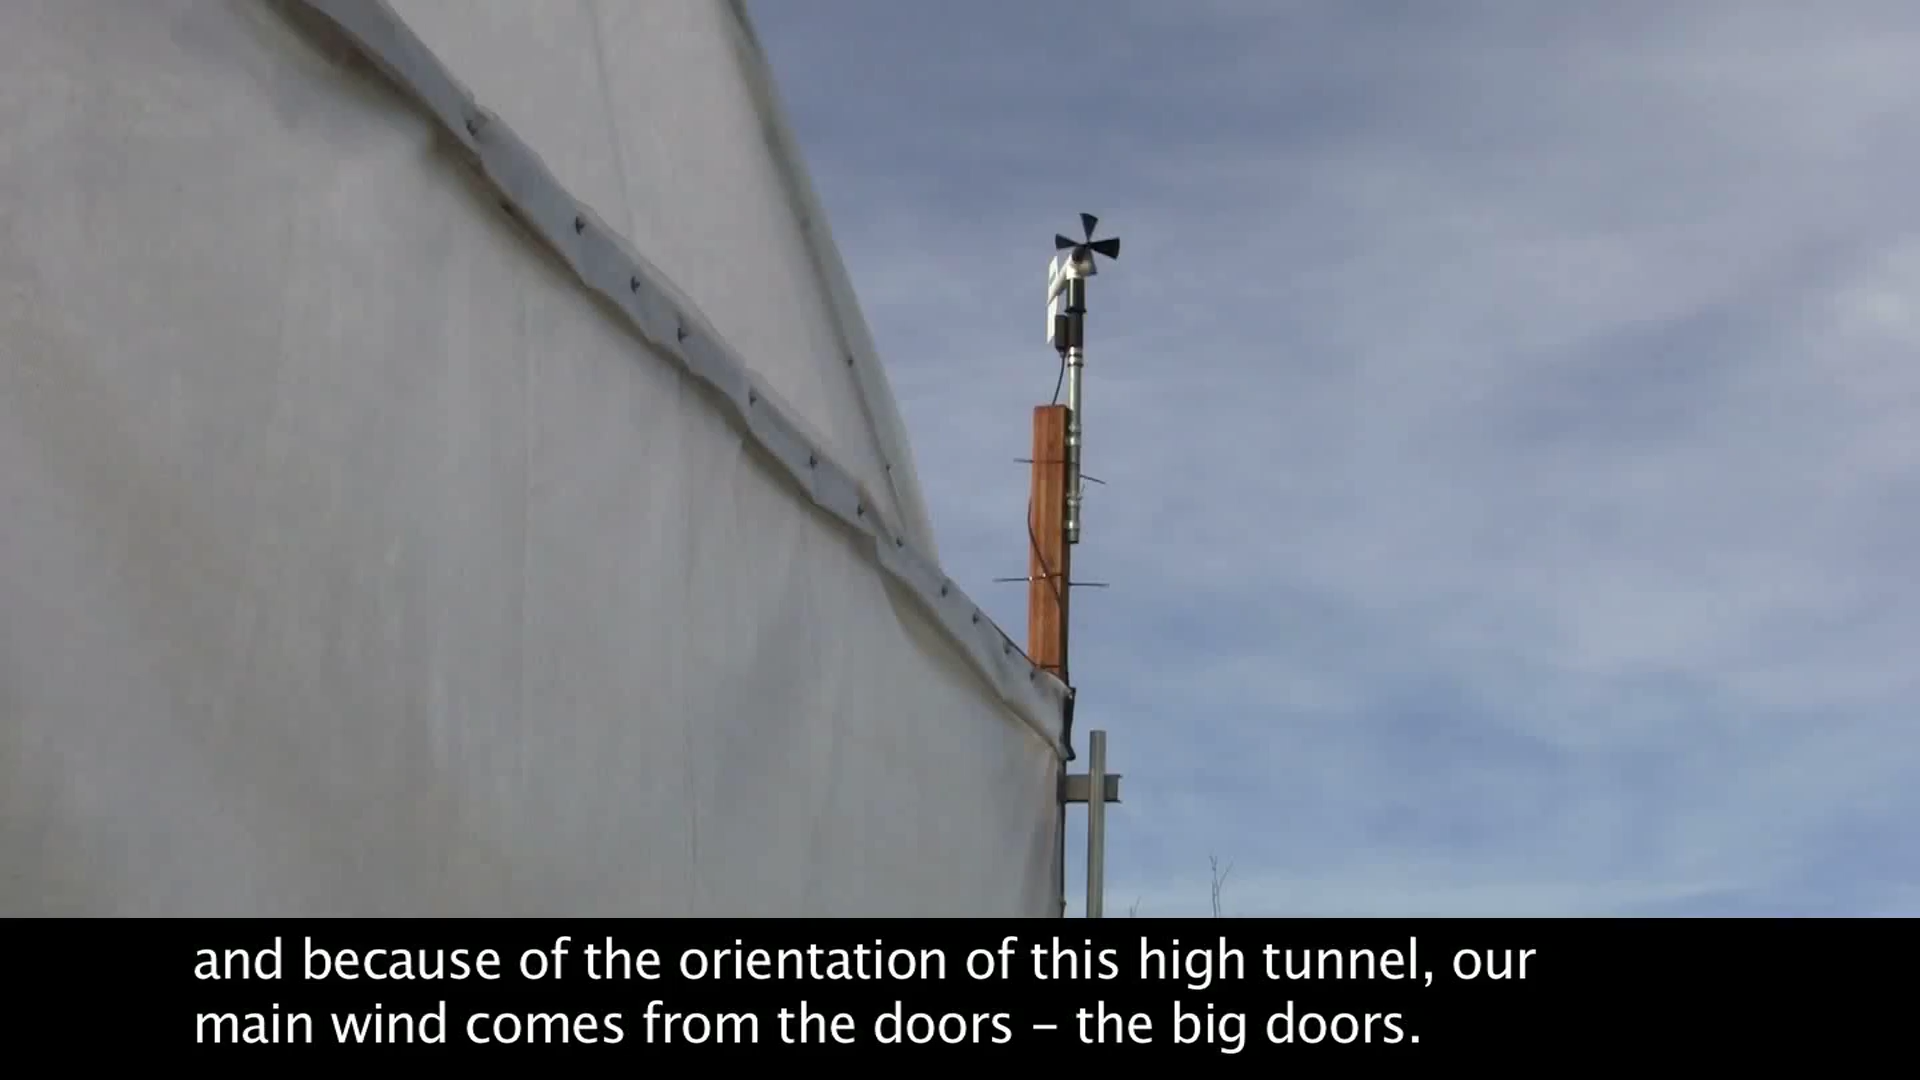 and because of the orientation of this high tunnel, our
main wind comes from the doors – the big doors.